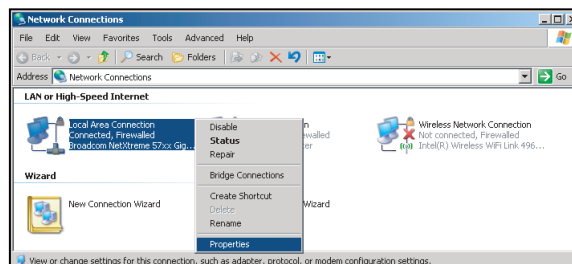 Network Connections
File Edit View Favorites Tools Advanced Help
Back Search Folders
Address Network Connections Go
LAN or High-Speed Internet
Local Area Connection
Connected, Firewalled
Broadcom NetXtreme 57xx Gig...
Disable
Status
Repair
Bridge Connections
Create Shortcut
Delete
Rename
Properties
Wireless Network Connection
Not connected, Firewalled
Intel(R) Wireless WiFi Link 496...
Wizard
New Connection Wizard
Wizard
View or change settings for this connection, such as adapter, protocol, or modem configuration settings.